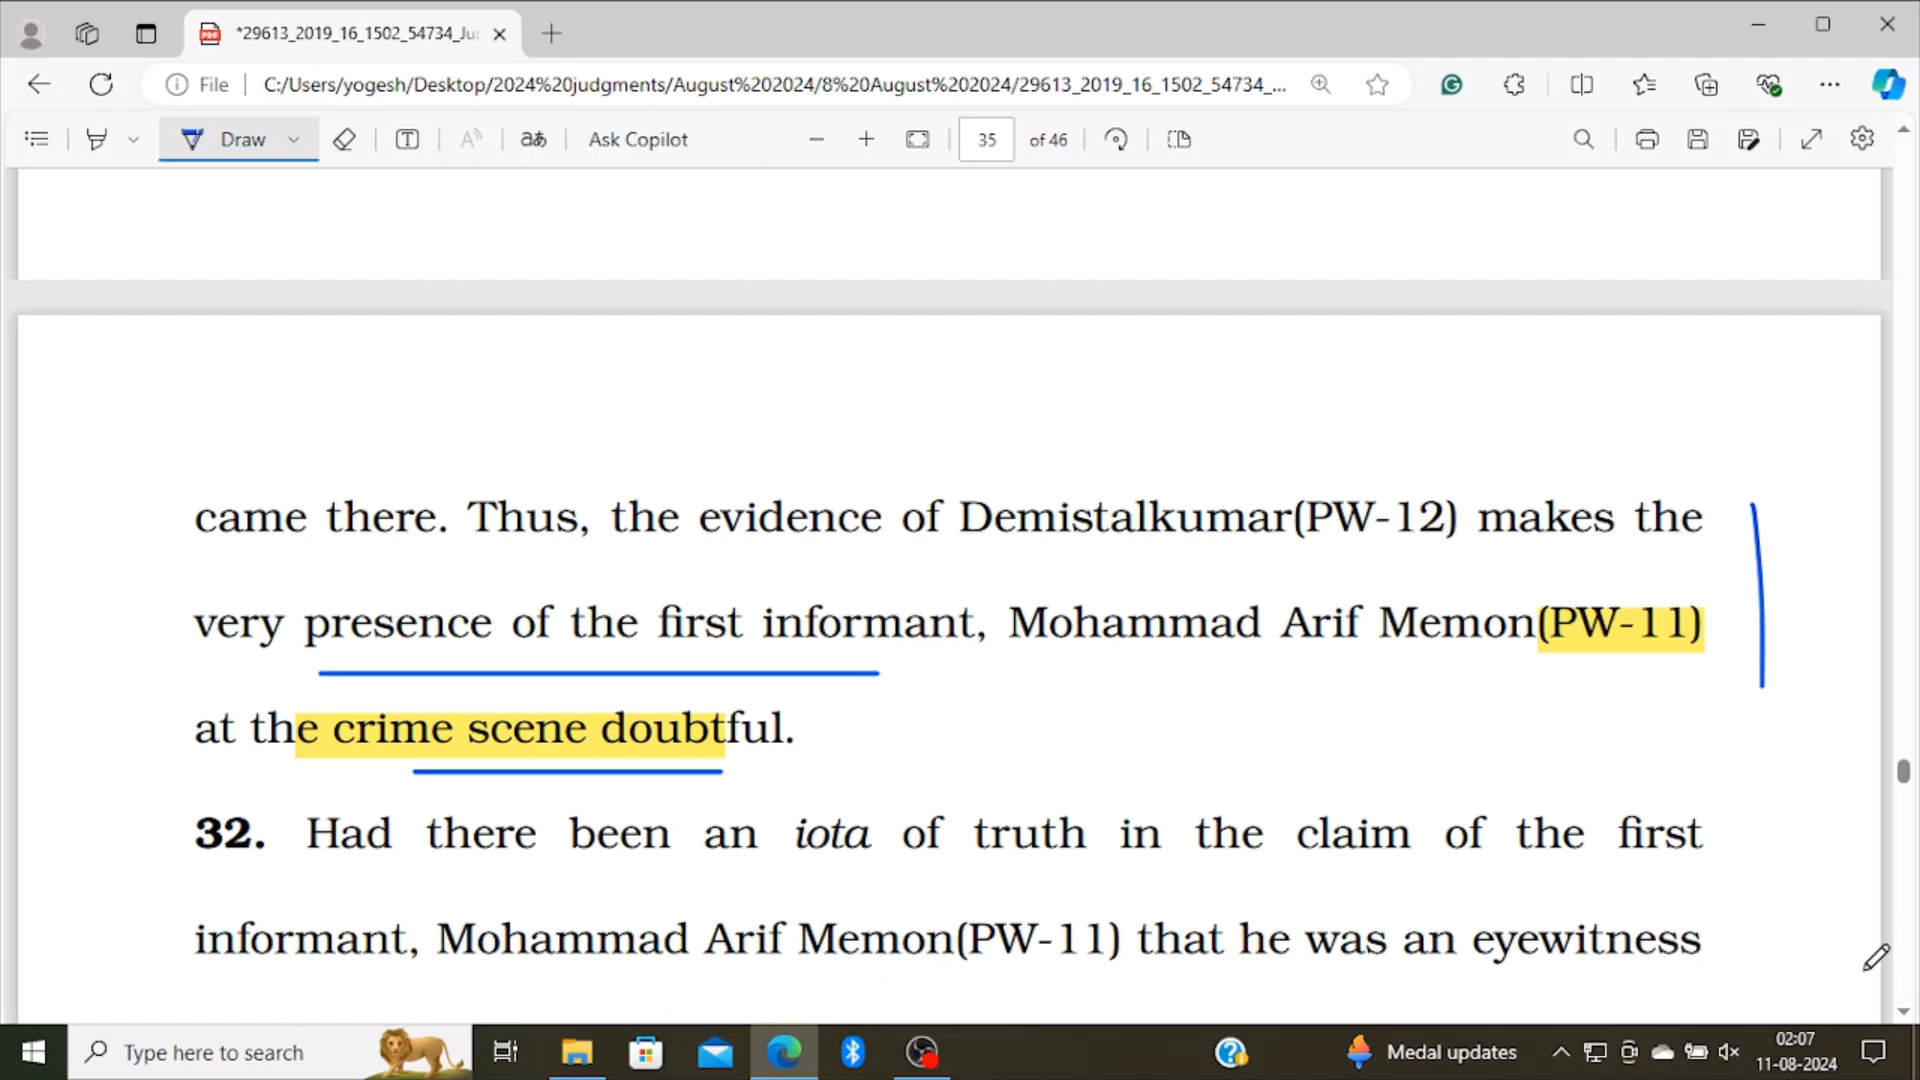 *29613_2019_16_1502_54734_Ju
File
C:/Users/yogesh/Desktop/2024%20judgments/August%202024/8%20August%202024/29613_2019_16_1502_54734_...
Draw
T
aあ
Ask Copilot
35
of 46
came there. Thus, the evidence of Demistalkumar(PW-12) makes the
very presence of the first informant, Mohammad Arif Memon(PW-11)
at the crime scene doubtful.
32. Had there been an iota of truth in the claim of the first
informant, Mohammad Arif Memon(PW-11) that he was an eyewitness
Type here to search
Medal updates
02:07
11-08-2024